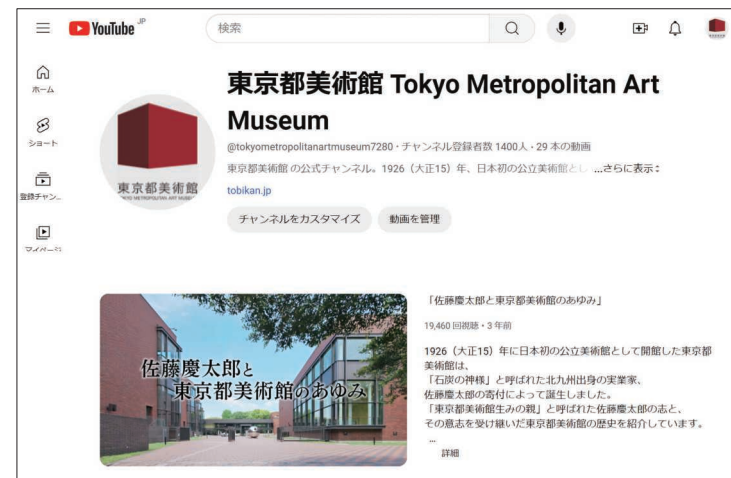 YouTube JP
検索
ホーム
ショート
登録チャン...
マイページ
東京都美術館
TOKYO METROPOLITAN ART MUSEUM
東京都美術館 Tokyo Metropolitan Art
Museum
@tokyometropolitanartmuseum7280・チャンネル登録者数 1400人・29 本の動画
東京都美術館 の公式チャンネル。1926（大正15）年、日本初の公立美術館とし ...さらに表示
tobikan.jp
チャンネルをカスタマイズ 動画を管理
佐藤慶太郎と
東京都美術館のあゆみ
「佐藤慶太郎と東京都美術館のあゆみ」
19,460 回視聴・3 年前
1926（大正15）年に日本初の公立美術館として開館した東京都
美術館は、
「石炭の神様」と呼ばれた北九州出身の実業家、
佐藤慶太郎の寄付によって誕生しました。
「東京都美術館生みの親」と呼ばれた佐藤慶太郎の志と、
その意志を受け継いだ東京都美術館の歴史を紹介しています。
...
詳細